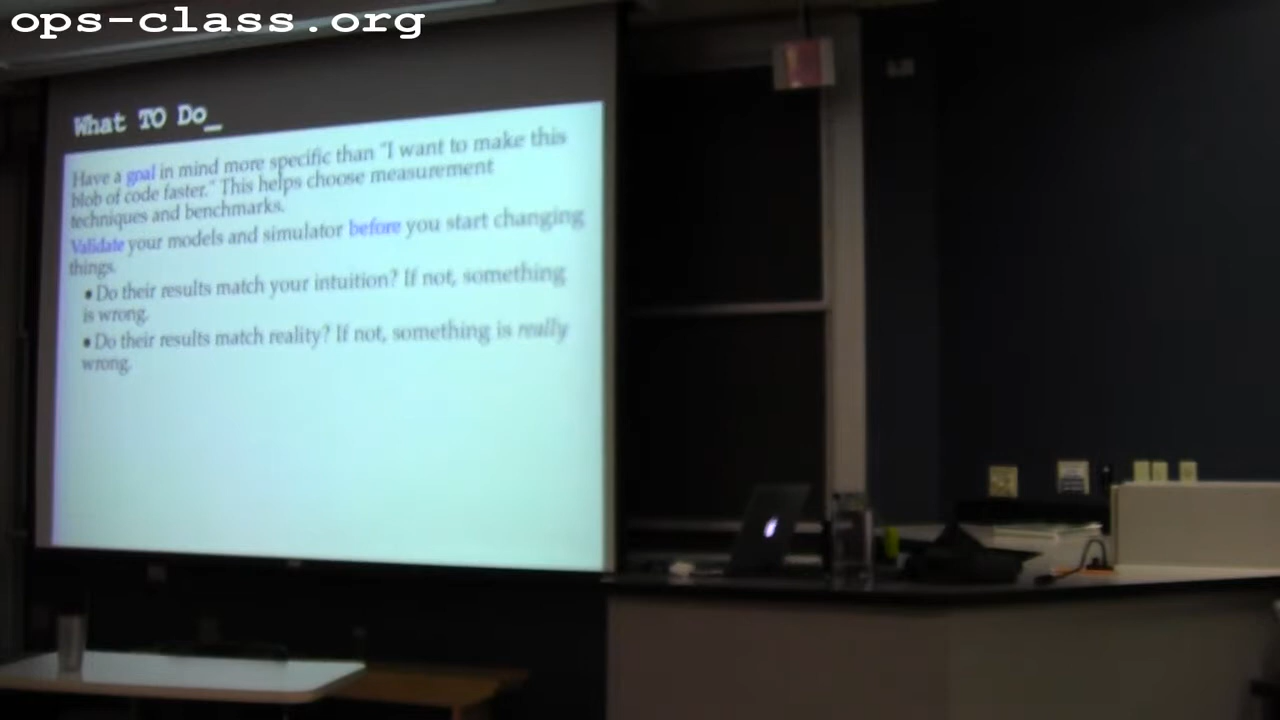 ops-class.org
What TO Do_
Have a goal in mind more specific than "I want to make this
blob of code faster." This helps choose measurement
techniques and benchmarks.
Validate your models and simulator before you start changing
things.
• Do their results match your intuition? If not, something
is wrong.
• Do their results match reality? If not, something is really
wrong.